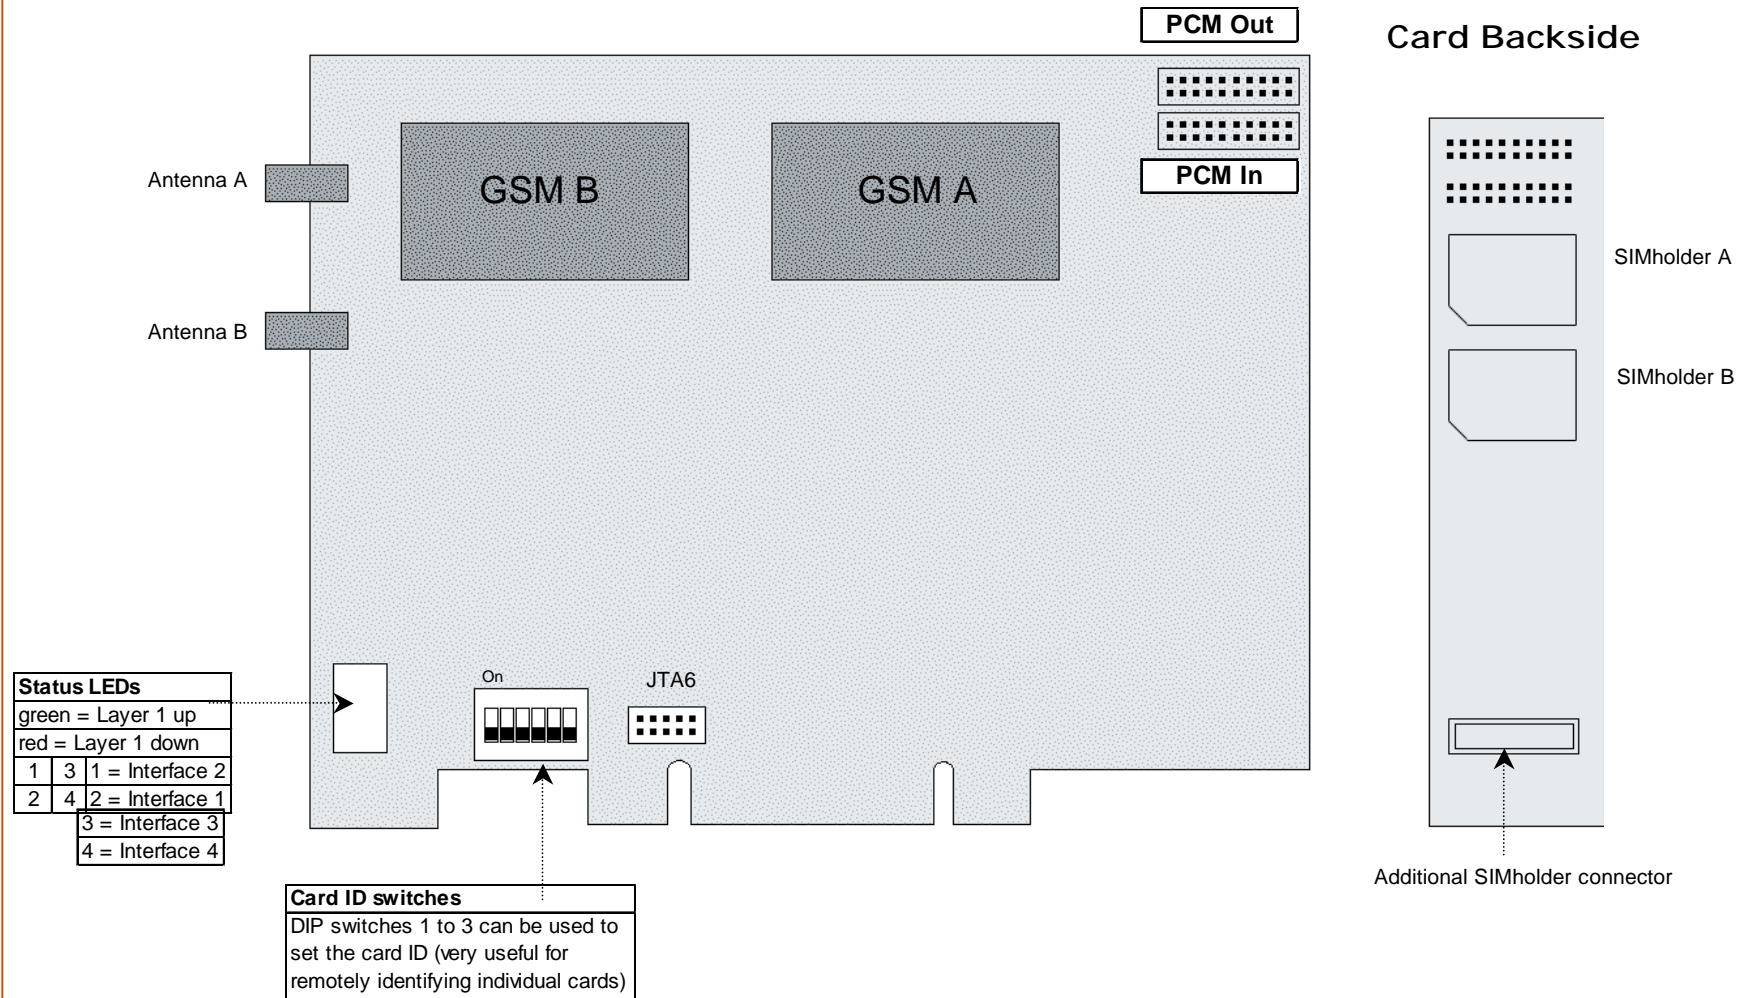 PCM Out
Card Backside
Antenna A
GSM B
GSM A
PCM In
SIMholder A
Antenna B
SIMholder B
On
JTA6
Status LEDs
green = Layer 1 up
red = Layer 1 down
1 3 1 = Interface 2
2 4 2 = Interface 1
3 = Interface 3
4 = Interface 4
Additional SIMholder connector
Card ID switches
DIP switches 1 to 3 can be used to
set the card ID (very useful for
remotely identifying individual cards)